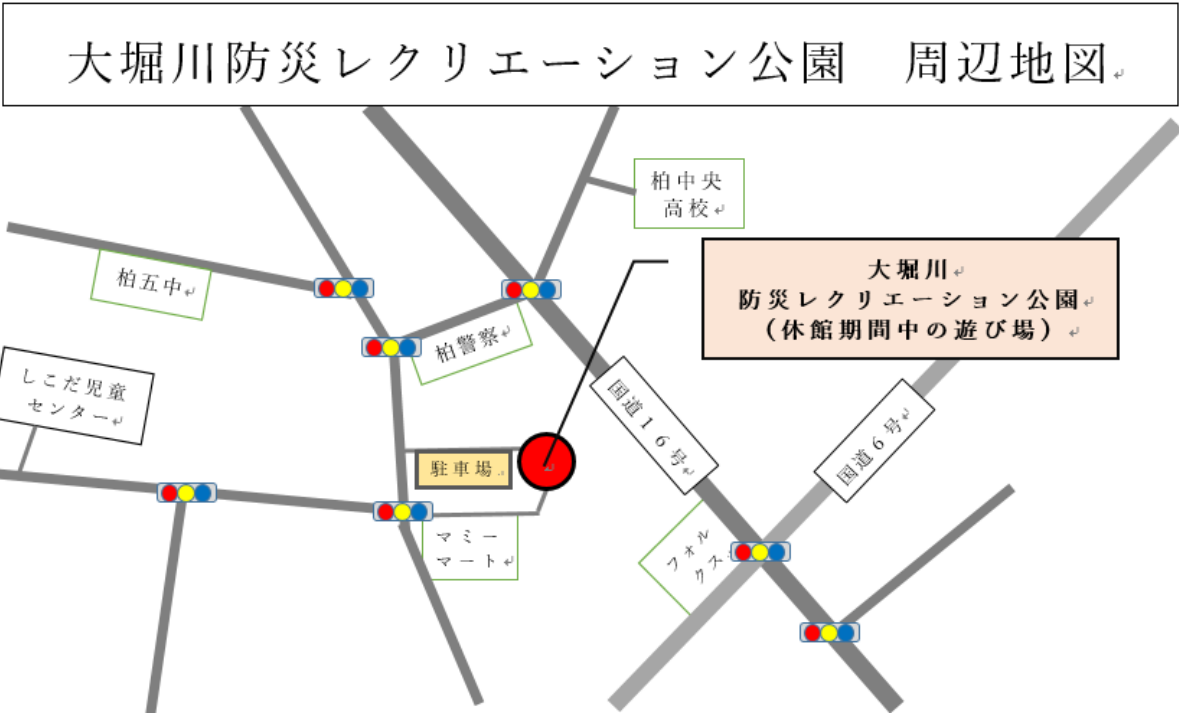 大堀川防災レクリエーション公園　周辺地図
柏中央
高校
大堀川
防災レクリエーション公園
(休館期間中の遊び場)
柏五中
柏警察
しこだ児童
センター
国道16号
国道6号
駐車場
マミー
マート
フォル
クス